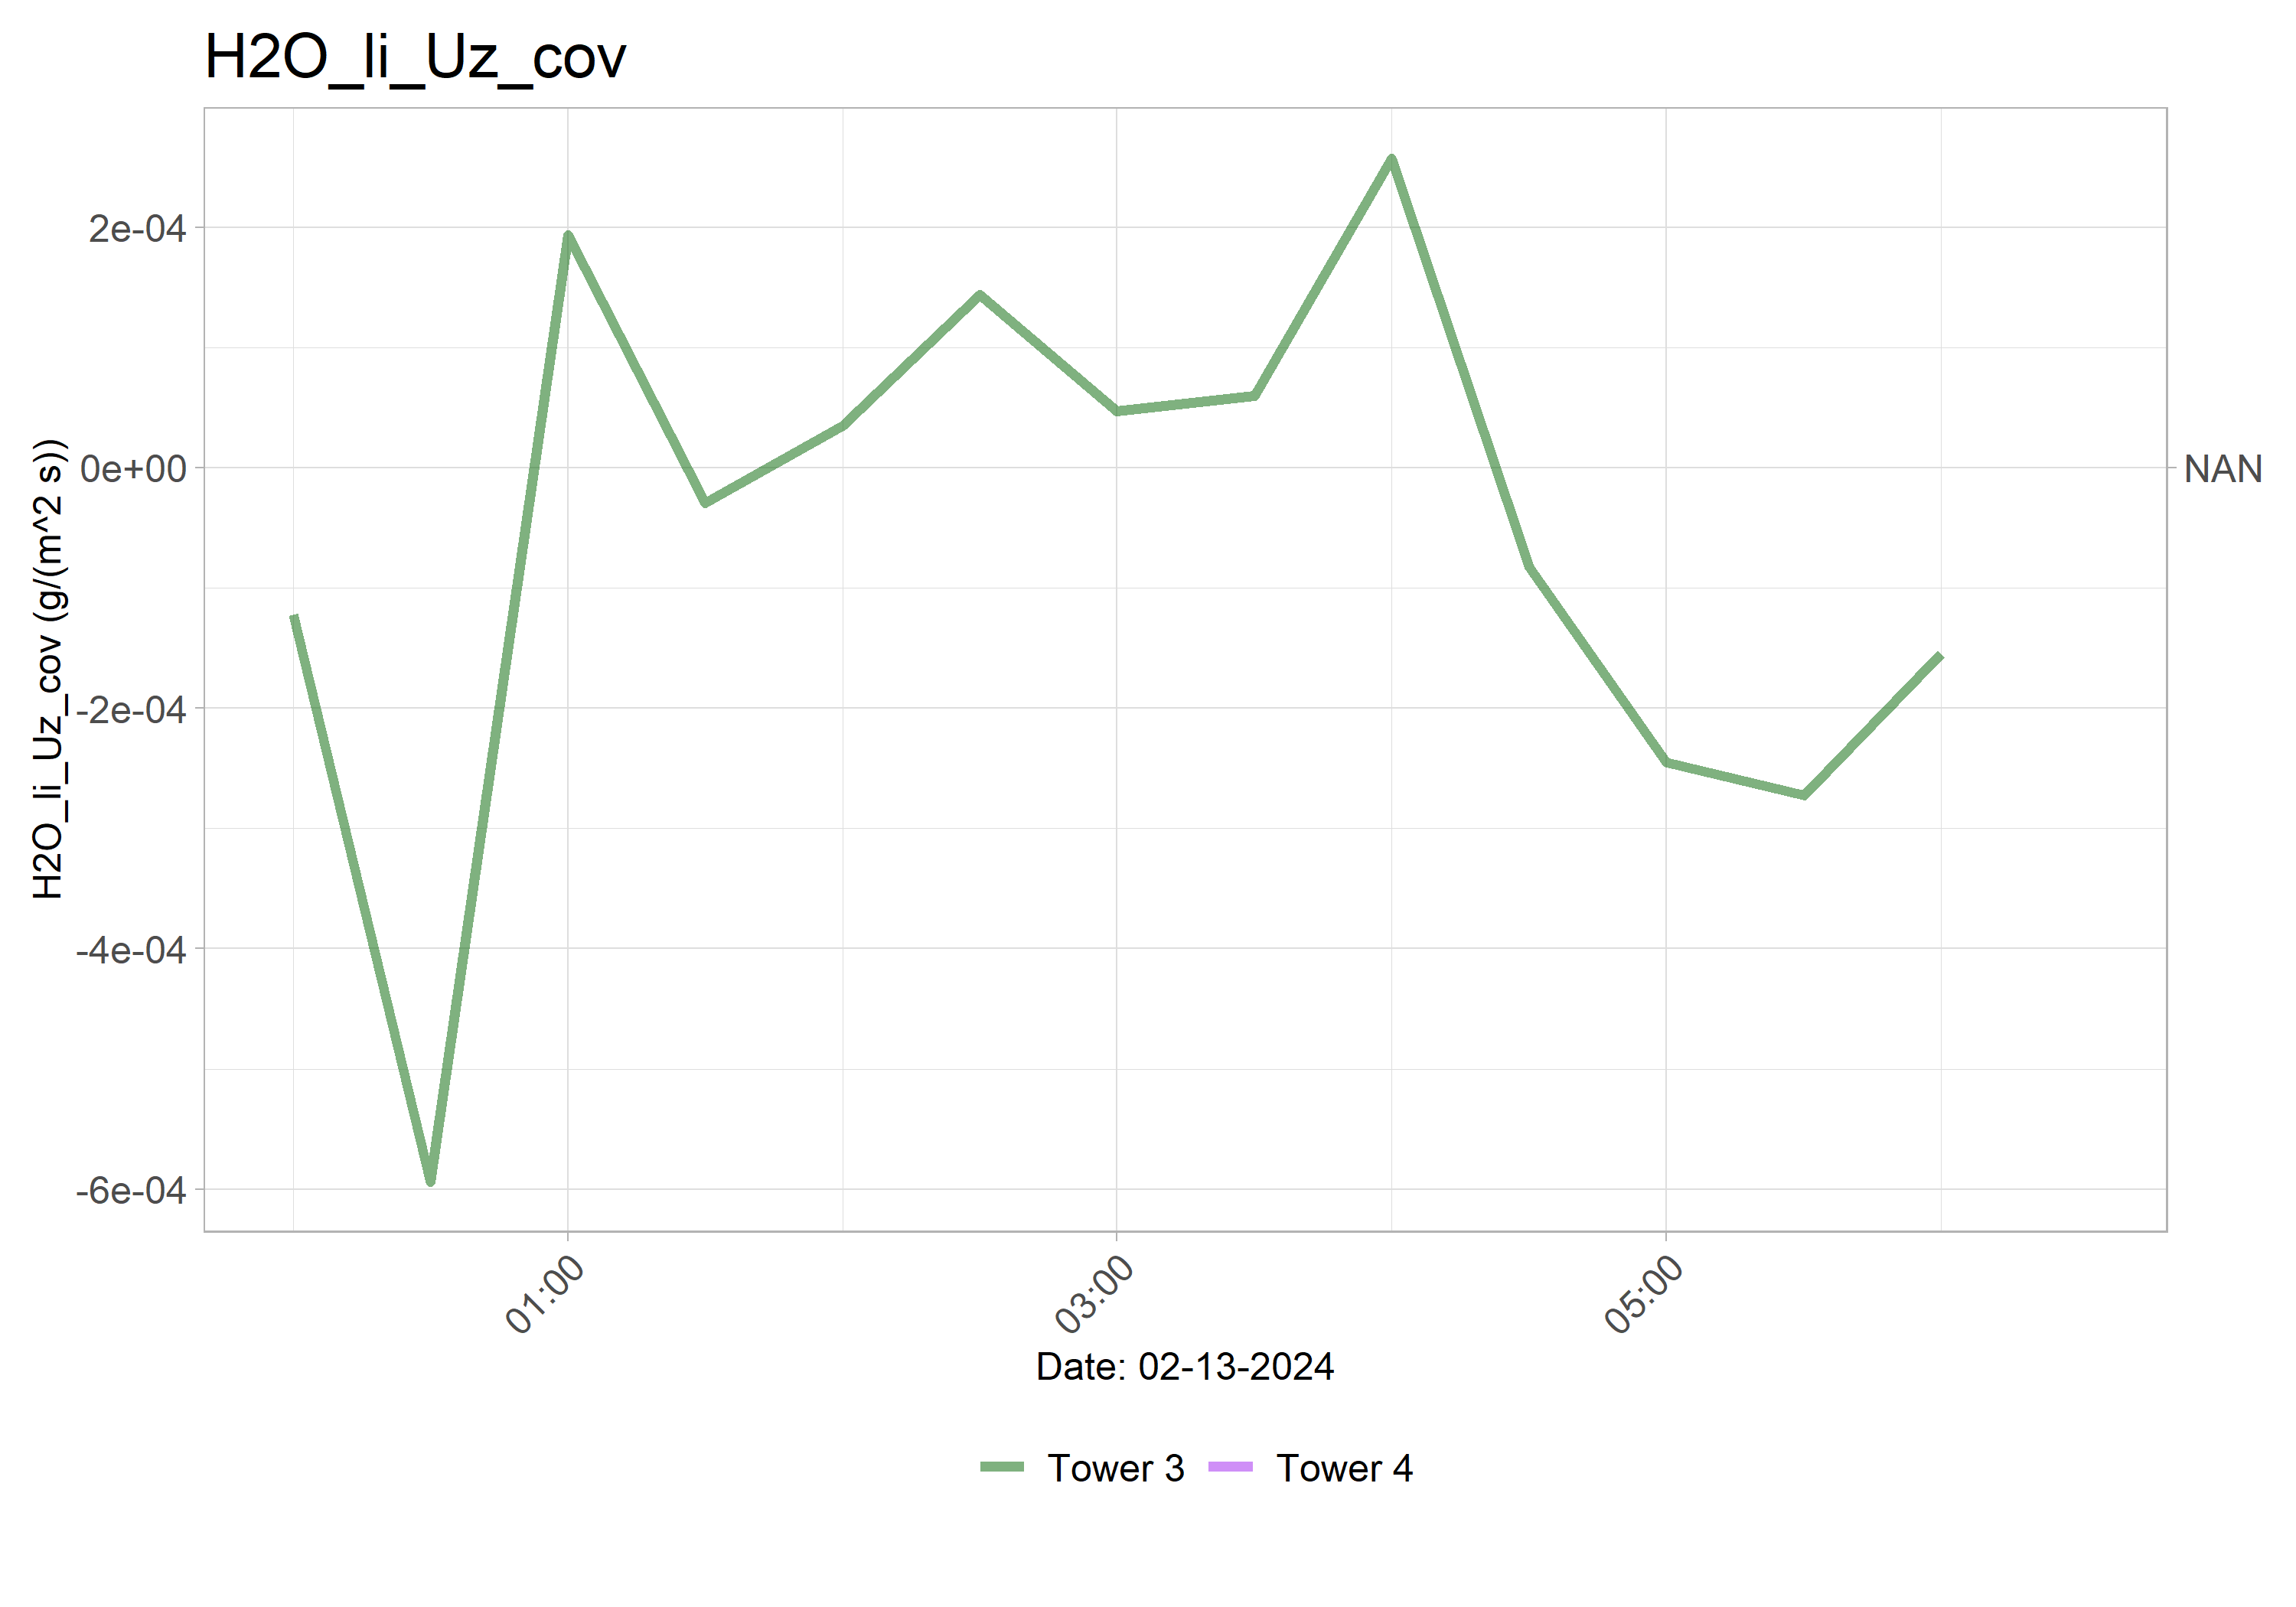 H2O_li_Uz_cov
H2O_li_Uz_cov (g/(m^2 s))
2e-04
0e+00
-2e-04
-4e-04
-6e-04
NAN
01:00
03:00
05:00
Date: 02-13-2024
Tower 3
Tower 4